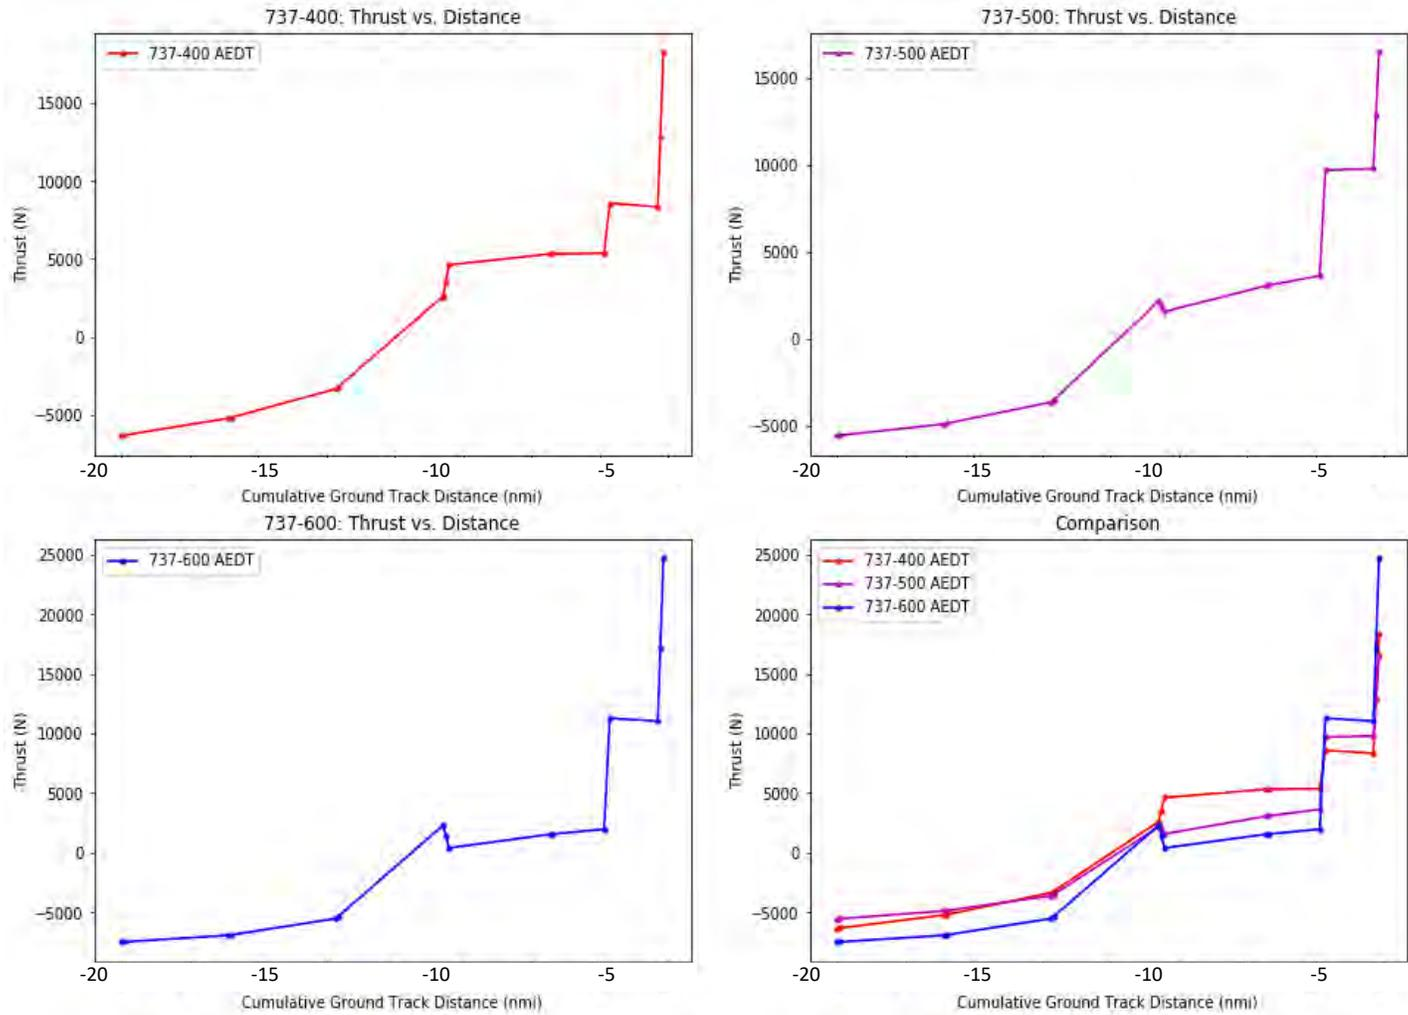 737-400: Thrust vs. Distance
737-400 AEDT
15000
10000
5000
0
−5000
Thrust (N)
-20 -15 -10 -5
Cumulative Ground Track Distance (nmi)
737-500: Thrust vs. Distance
737-500 AEDT
15000
10000
5000
0
−5000
Thrust (N)
-20 -15 -10 -5
Cumulative Ground Track Distance (nmi)
737-600: Thrust vs. Distance
737-600 AEDT
25000
20000
15000
10000
5000
0
−5000
Thrust (N)
-20 -15 -10 -5
Cumulative Ground Track Distance (nmi)
Comparison
737-400 AEDT
737-500 AEDT
737-600 AEDT
25000
20000
15000
10000
5000
0
−5000
Thrust (N)
-20 -15 -10 -5
Cumulative Ground Track Distance (nmi)